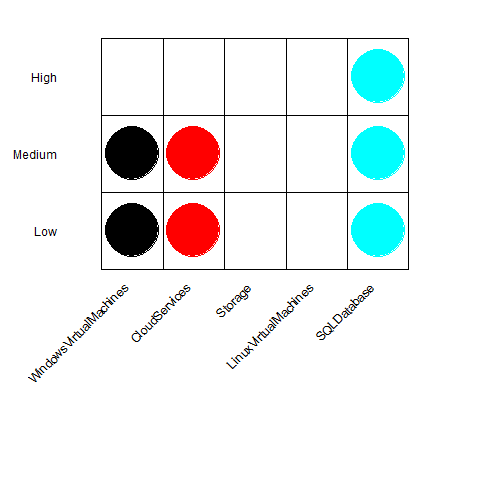 High
Medium
Low
WindowsVirtualMachines
CloudServices
Storage
LinuxVirtualMachines
SQLDatabase